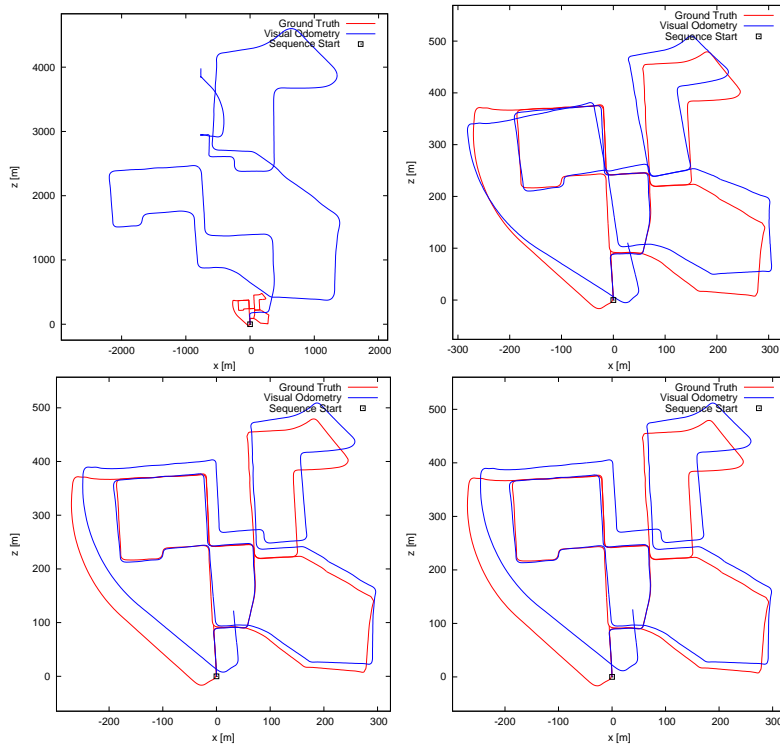 Ground Truth
Visual Odometry
Sequence Start
4000
3000
2000
1000
0
z [m]
-2000 -1000 0 1000 2000
x [m]
Ground Truth
Visual Odometry
Sequence Start
500
400
300
200
100
0
z [m]
-300 -200 -100 0 100 200 300
x [m]
Ground Truth
Visual Odometry
Sequence Start
500
400
300
200
100
0
z [m]
-200 -100 0 100 200 300
x [m]
Ground Truth
Visual Odometry
Sequence Start
500
400
300
200
100
0
z [m]
-300 -200 -100 0 100 200 300
x [m]